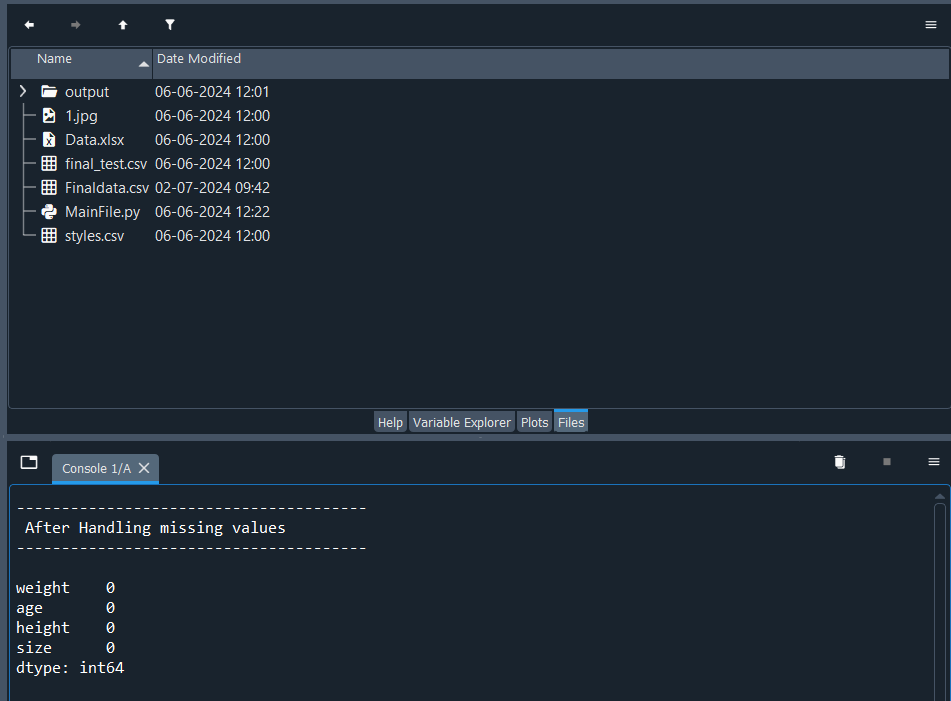 Name Date Modified
output 06-06-2024 12:01
1.jpg 06-06-2024 12:00
Data.xlsx 06-06-2024 12:00
final_test.csv 06-06-2024 12:00
Finaldata.csv 02-07-2024 09:42
MainFile.py 06-06-2024 12:22
styles.csv 06-06-2024 12:00
Help Variable Explorer Plots Files
Console 1/A
---------------------------------------
After Handling missing values
---------------------------------------
weight 0
age 0
height 0
size 0
dtype: int64